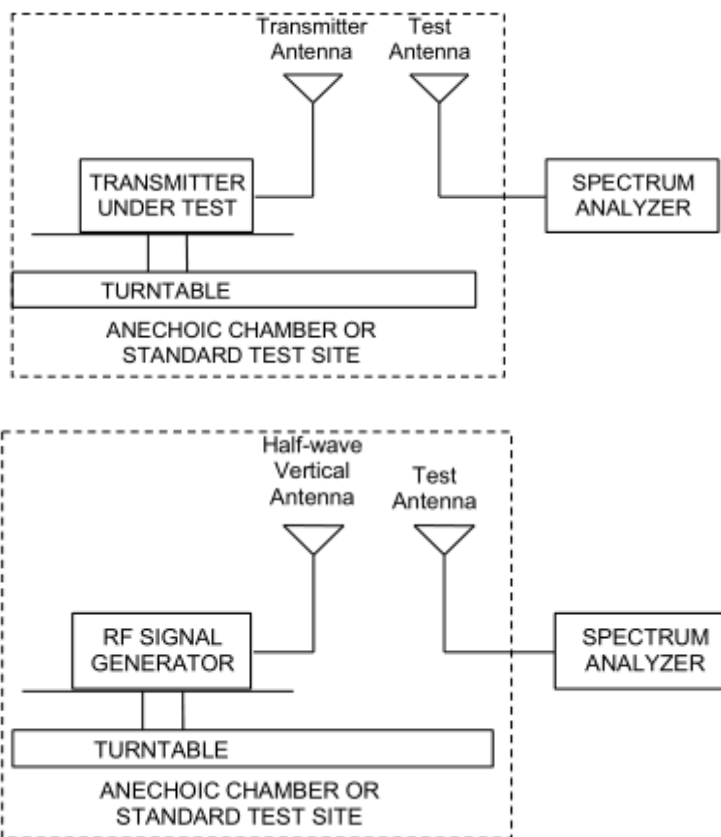 Transmitter
Antenna
Test
Antenna
TRANSMITTER
UNDER TEST
SPECTRUM
ANALYZER
TURNTABLE
ANECHOIC CHAMBER OR
STANDARD TEST SITE
Half-wave
Vertical
Antenna
Test
Antenna
RF SIGNAL
GENERATOR
SPECTRUM
ANALYZER
TURNTABLE
ANECHOIC CHAMBER OR
STANDARD TEST SITE